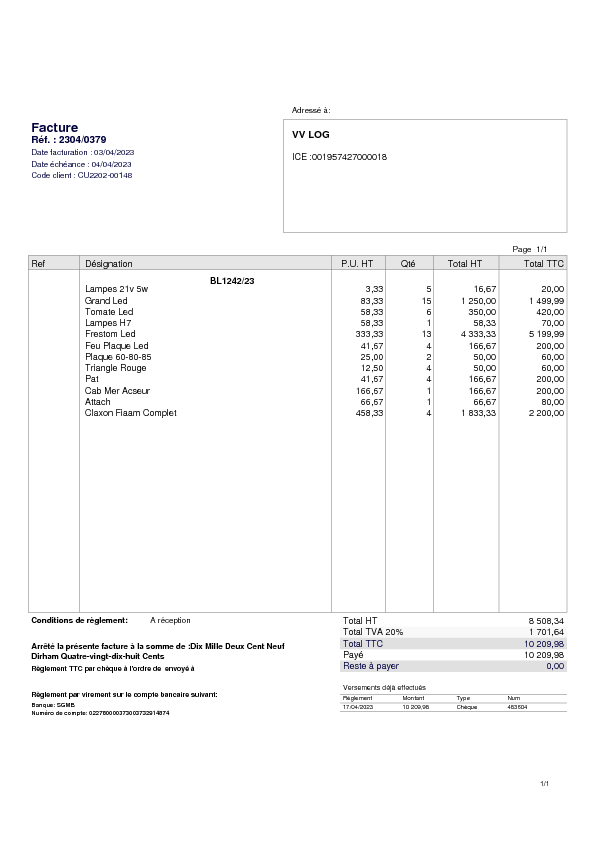 Adressé à:
Facture
Réf. : 2304/0379
Date facturation : 03/04/2023
Date échéance : 04/04/2023
Code client : CU2202-00148
VV LOG
ICE :001957427000018
Page 1/1
Ref Désignation P.U. HT Qté Total HT Total TTC
BL1242/23
Lampes 21v 5w 3,33 5 16,67 20,00
Grand Led 83,33 15 1 250,00 1 499,99
Tomate Led 58,33 6 350,00 420,00
Lampes H7 58,33 1 58,33 70,00
Frestom Led 333,33 13 4 333,33 5 199,99
Feu Plaque Led 41,67 4 166,67 200,00
Plaque 60-80-85 25,00 2 50,00 60,00
Triangle Rouge 12,50 4 50,00 60,00
Pat 41,67 4 166,67 200,00
Cab Mer Acseur 166,67 1 166,67 200,00
Attach 66,67 1 66,67 80,00
Claxon Fiaam Complet 458,33 4 1 833,33 2 200,00
Conditions de règlement: A réception
Total HT 8 508,34
Total TVA 20% 1 701,64
Total TTC 10 209,98
Payé 10 209,98
Reste à payer 0,00
Arrêté la présente facture à la somme de :Dix Mille Deux Cent Neuf
Dirham Quatre-vingt-dix-huit Cents
Règlement TTC par chèque à l'ordre de envoyé à
Règlement par virement sur le compte bancaire suivant:
Banque: SGMB
Numéro de compte:
Versements déjà effectués
Règlement Montant Type Num
17/04/2023 10 209,98 Chèque 483604
1/1